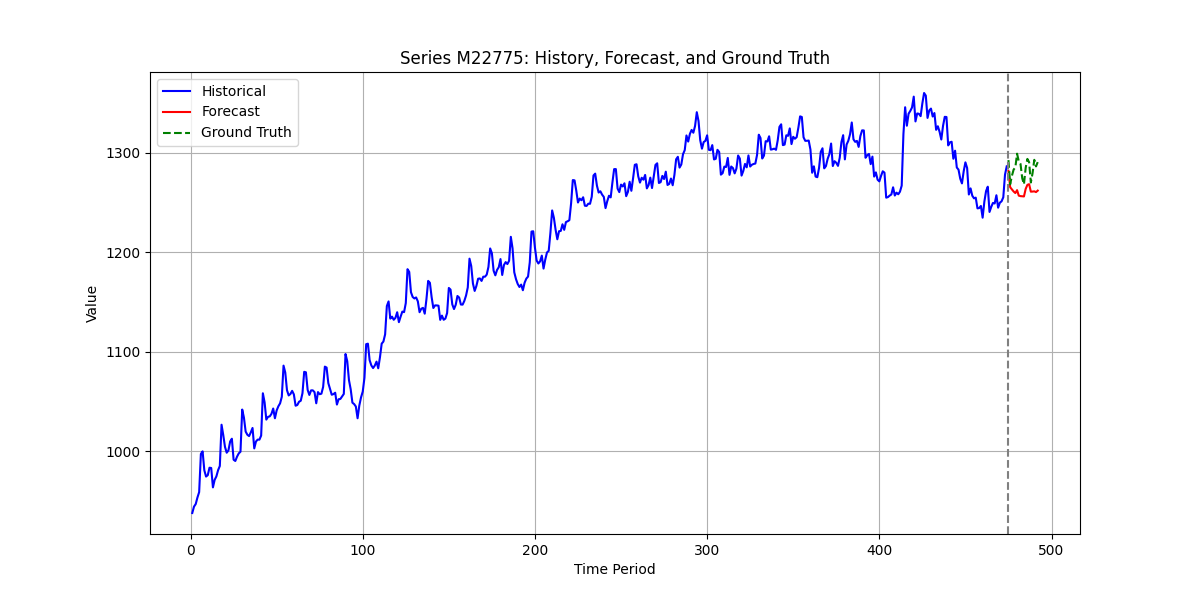 Series M22775: History, Forecast, and Ground Truth
Historical
Forecast
Ground Truth
Value
1300
1200
1100
1000
0 100 200 300 400 500
Time Period